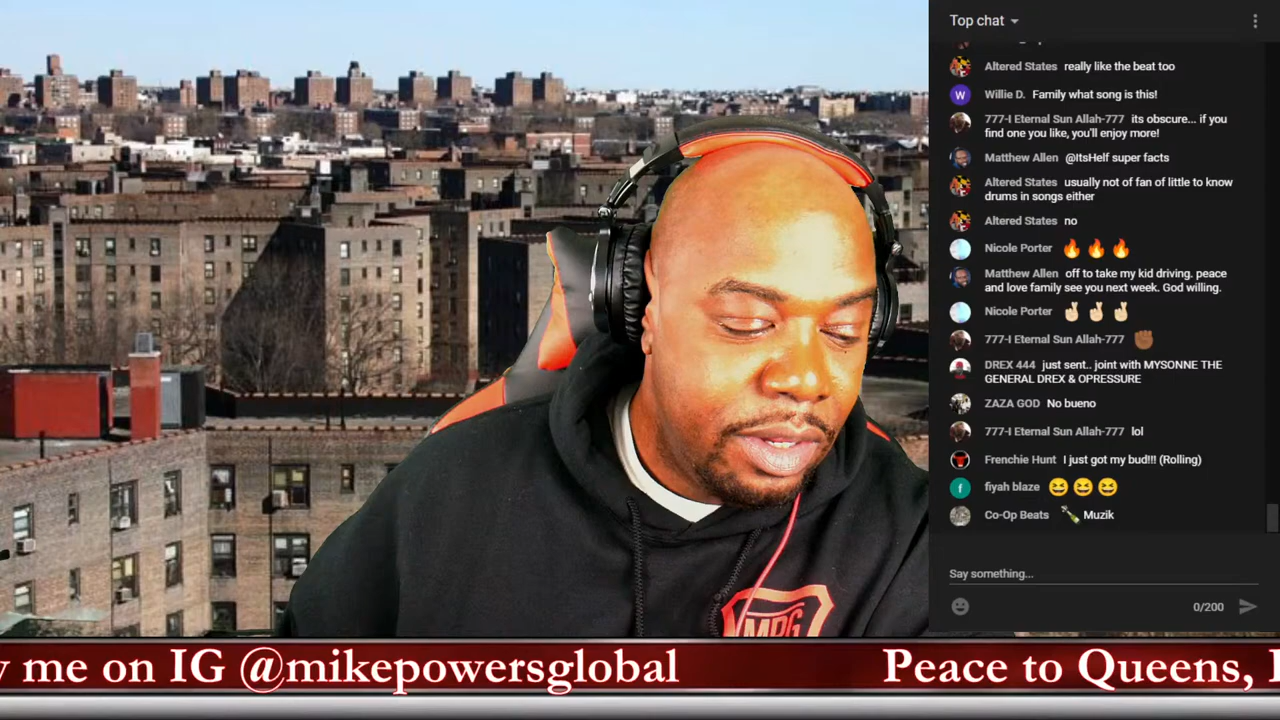 Top chat
Altered States really like the beat too
Willie D. Family what song is this!
777-I Eternal Sun Allah-777 its obscure... if you
find one you like, you'll enjoy more!
Matthew Allen @ItsHelf super facts
Altered States usually not of fan of little to know
drums in songs either
Altered States no
Nicole Porter 🔥🔥🔥
Matthew Allen off to take my kid driving. peace
and love family see you next week. God willing.
Nicole Porter 🤞🏻🤞🏻🤞🏻
777-I Eternal Sun Allah-777 ✊🏾
DREX 444 just sent.. joint with MYSONNE THE
GENERAL DREX & OPRESSURE
ZAZA GOD No bueno
777-I Eternal Sun Allah-777 lol
Frenchie Hunt I just got my bud!!! (Rolling)
f fiyah blaze 😆😆😆
Co-Op Beats 🍾 Muzik
Say something...
0/200
MPG
me on IG @mikepowersglobal
Peace to Queens,